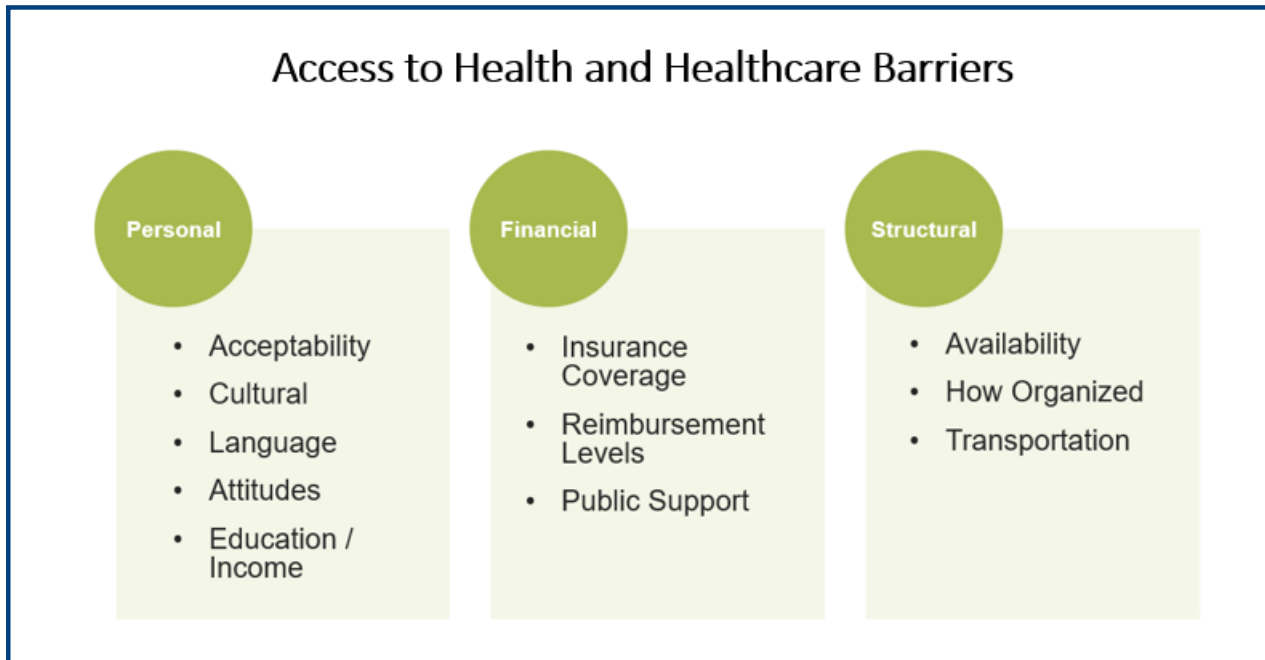 Access to Health and Healthcare Barriers
Personal
• Acceptability
• Cultural
• Language
• Attitudes
• Education /
Income
Financial
• Insurance
Coverage
• Reimbursement
Levels
• Public Support
Structural
• Availability
• How Organized
• Transportation